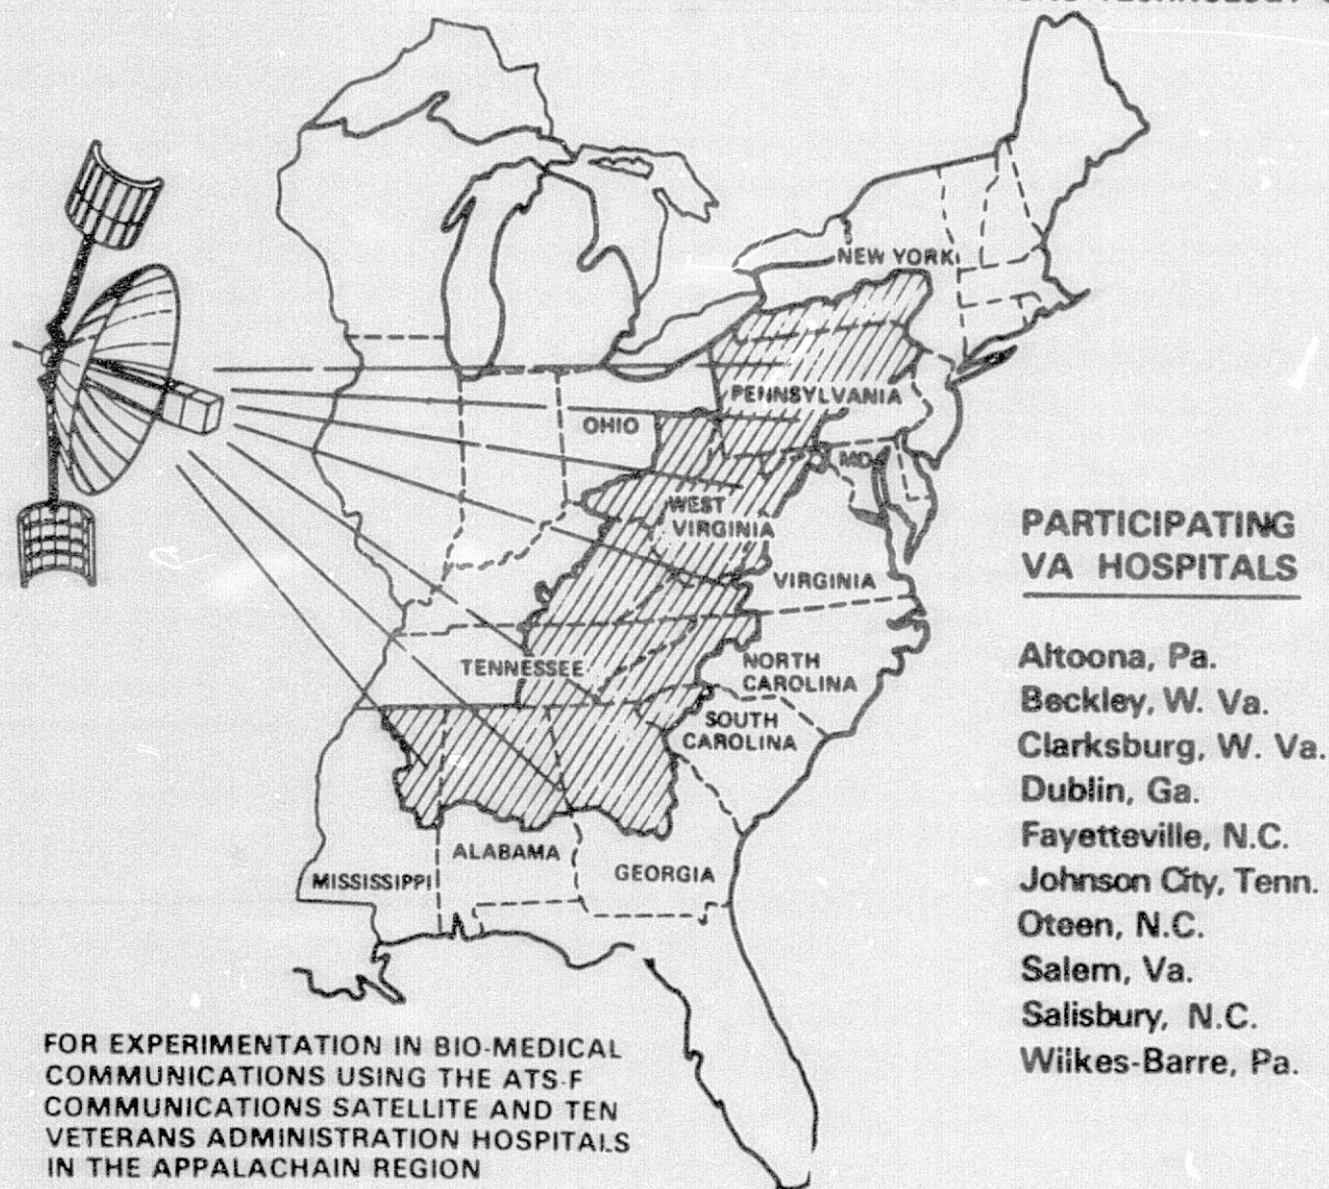 TECHNOLOGY
NEW YORK
PENNSYLVANIA
OHIO
MD
WEST
VIRGINIA
VIRGINIA
TENNESSEE
NORTH
CAROLINA
SOUTH
CAROLINA
ALABAMA
MISSISSIPPI
GEORGIA
PARTICIPATING
VA HOSPITALS
Altoona, Pa.
Beckley, W. Va.
Clarksburg, W. Va.
Dublin, Ga.
Fayetteville, N.C.
Johnson City, Tenn.
Oteen, N.C.
Salem, Va.
Salisbury, N.C.
Wilkes-Barre, Pa.
FOR EXPERIMENTATION IN BIO-MEDICAL
COMMUNICATIONS USING THE ATS-F
COMMUNICATIONS SATELLITE AND TEN
VETERANS ADMINISTRATION HOSPITALS
IN THE APPALACHAIN REGION